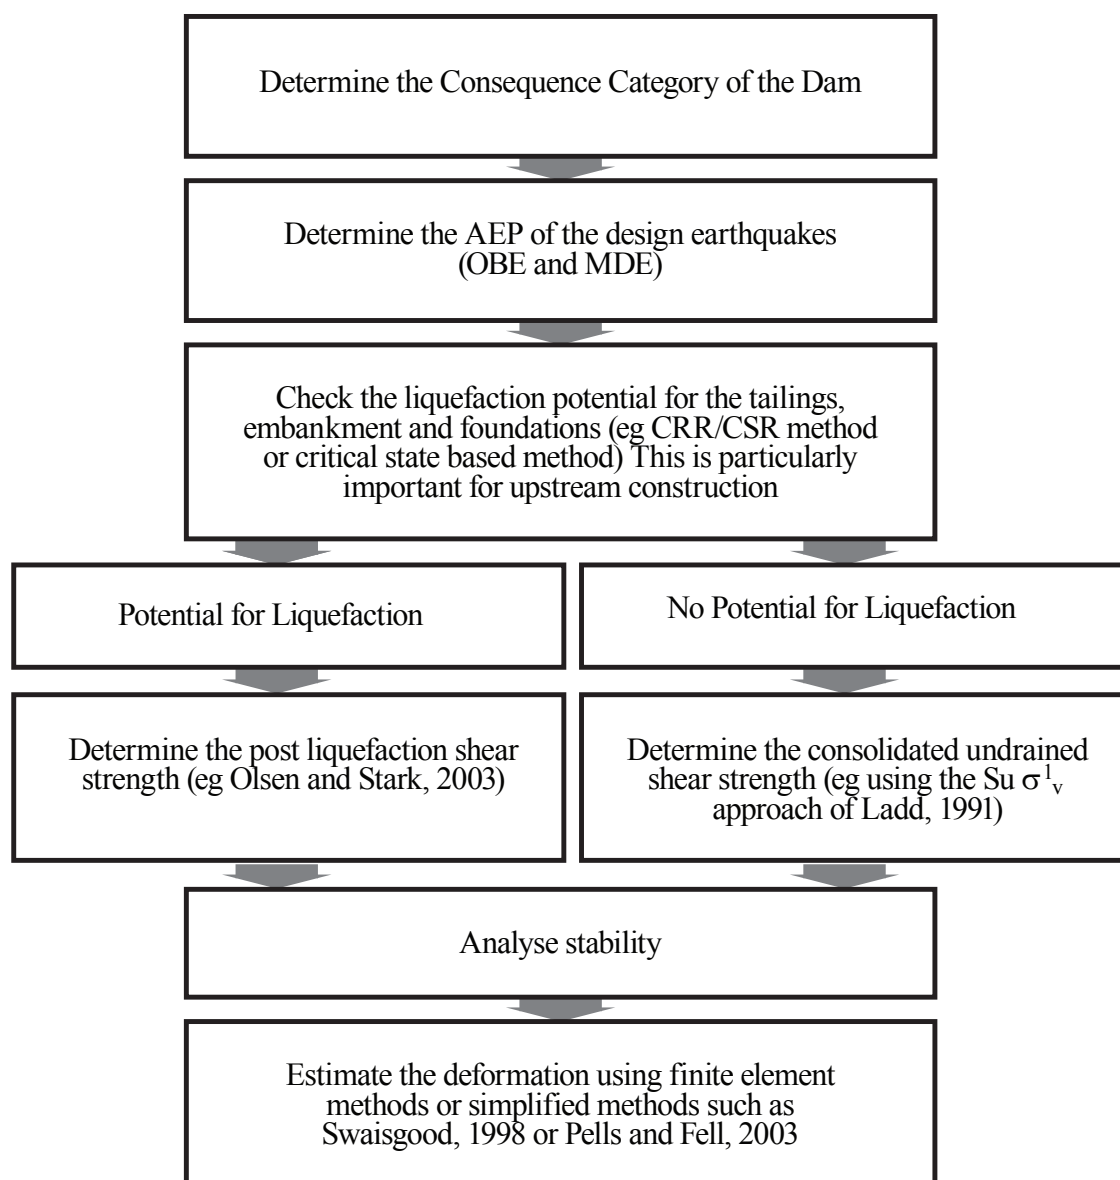 Determine the Consequence Category of the Dam
Determine the AEP of the design earthquakes
(OBE and MDE)
Check the liquefaction potential for the tailings,
embankment and foundations (eg CRR/CSR method
or critical state based method) This is particularly
important for upstream construction
Potential for Liquefaction
No Potential for Liquefaction
Determine the post liquefaction shear
strength (eg Olsen and Stark, 2003)
Determine the consolidated undrained
shear strength (eg using the Su σ¹ᵥ
approach of Ladd, 1991)
Analyse stability
Estimate the deformation using finite element
methods or simplified methods such as
Swaisgood, 1998 or Pells and Fell, 2003